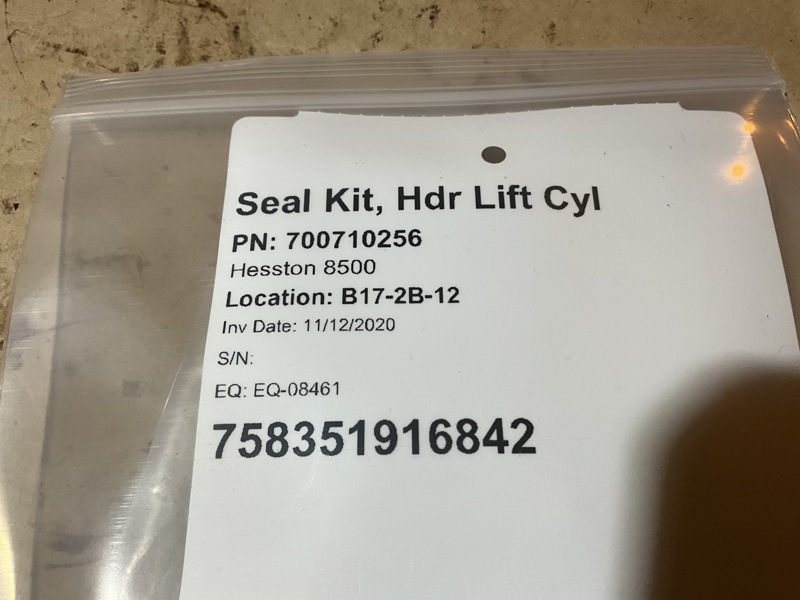 Seal Kit, Hdr Lift Cyl
PN: 700710256
Hesston 8500
Location: B17-2B-12
Inv Date: 11/12/2020
S/N:
EQ: EQ-08461
758351916842